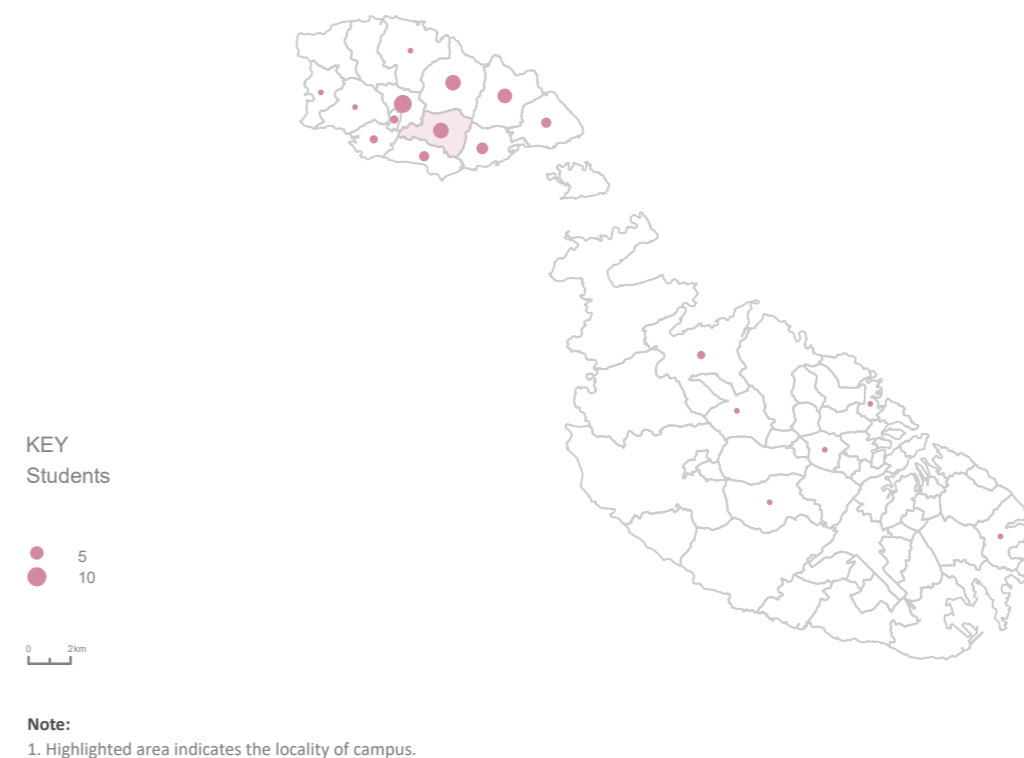 KEY
Students
5
10
0 2km
Note:
1. Highlighted area indicates the locality of campus.